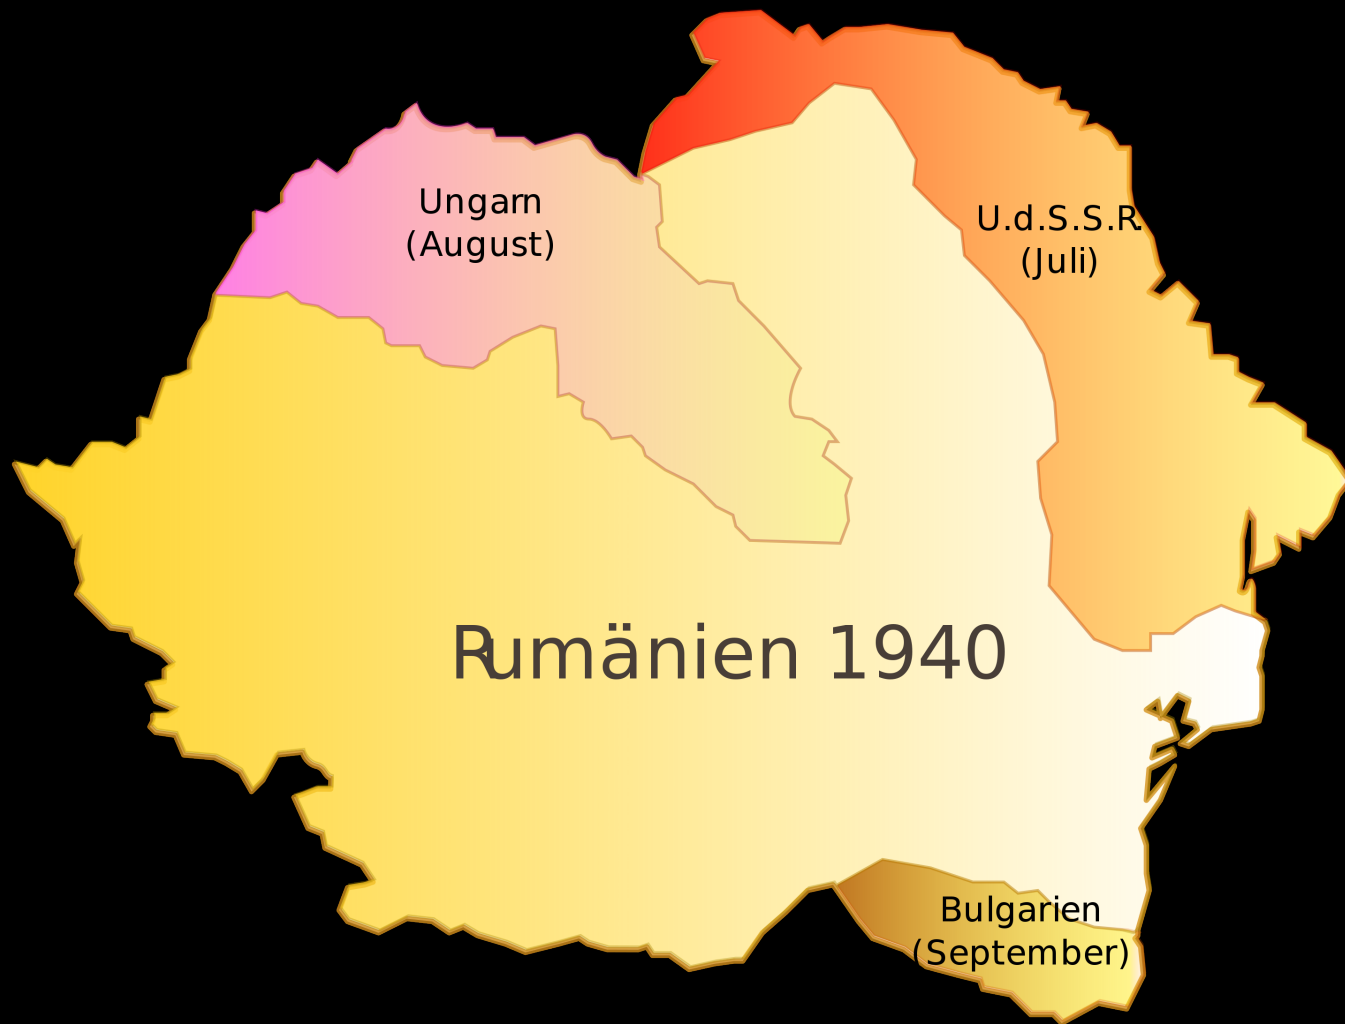 Ungarn
(August)
U.d.S.S.R.
(Juli)
Rumänien 1940
Bulgarien
(September)